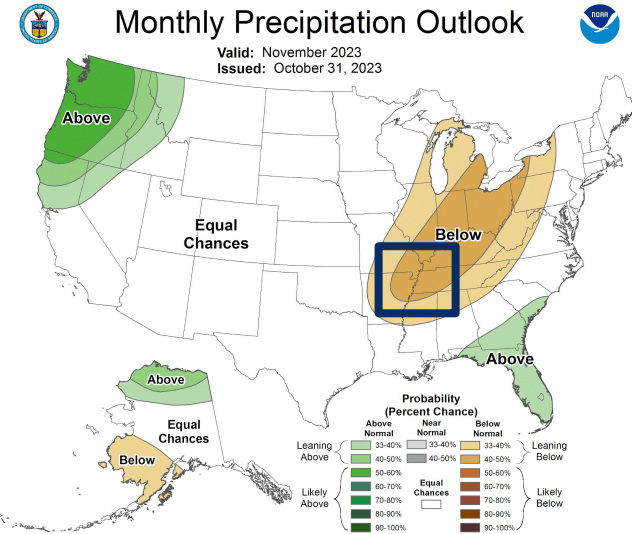 Monthly Precipitation Outlook
NOAA
Valid: November 2023
Issued: October 31, 2023
Above
Equal
Chances
Below
Above
Above
Equal
Chances
Below
Probability
(Percent Chance)
Above
Normal
Near
Normal
Below
Normal
Leaning
Above
33-40%
40-50%
33-40%
40-50%
33-40%
40-50%
Leaning
Below
Likely
Above
50-60%
60-70%
70-80%
80-90%
90-100%
Equal
Chances
50-60%
60-70%
70-80%
80-90%
90-100%
Likely
Below